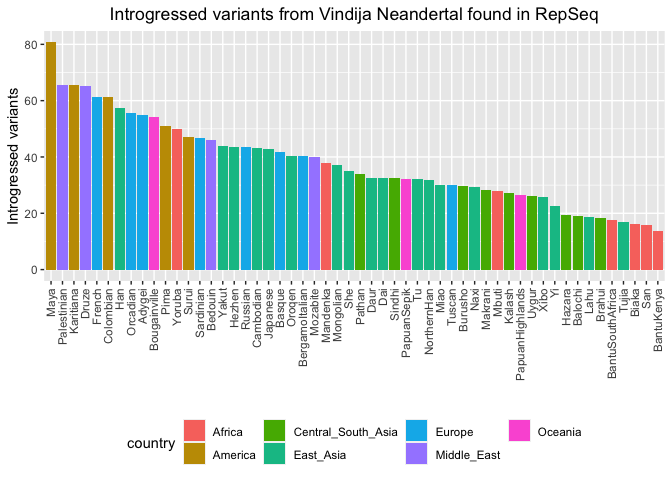 Introgressed variants from Vindija Neandertal found in RepSeq
Introgressed variants
80
60
40
20
0
Maya
Palestinian
Karitiana
Druze
French
Colombian
Han
Orcadian
Adygei
Bougainville
Pima
Yoruba
Surui
Sardinian
Bedouin
Yakut
Hezhen
Russian
Cambodian
Japanese
Basque
Oroqen
BergamoItalian
Mozabite
Mandenka
Mongolian
She
Pathan
Daur
Dai
Sindhi
PapuanSepik
Tu
NorthernHan
Miao
Tuscan
Burusho
Naxi
Makrani
Mbuti
Kalash
PapuanHighlands
Uygur
Xibo
Yi
Hazara
Balochi
Lahu
Brahui
BantuSouthAfrica
Tujia
Biaka
San
BantuKenya
country
Africa
America
Central_South_Asia
East_Asia
Europe
Middle_East
Oceania